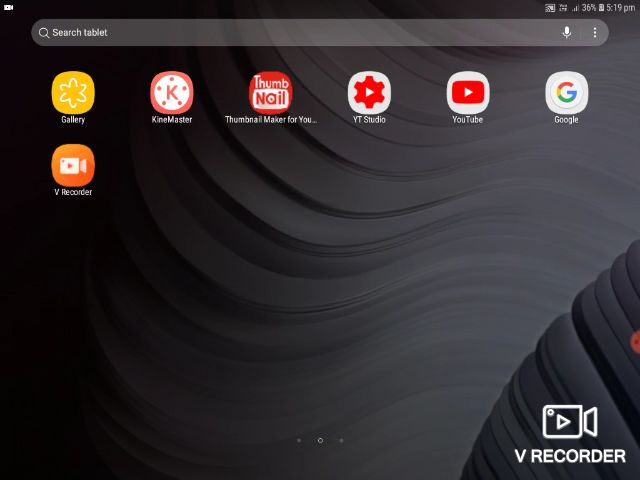 36% 5:19 pm
Search tablet
Thumb
Nail
K
G
Gallery
KineMaster
Thumbnail Maker for You...
YT Studio
YouTube
Google
V Recorder
V RECORDER